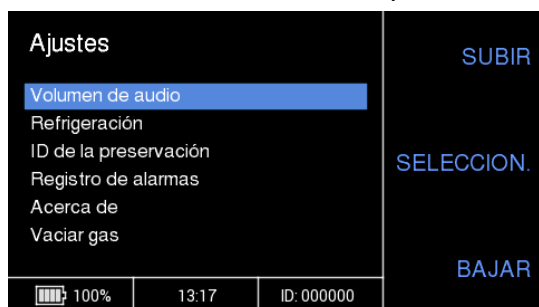 Ajustes
Volumen de audio
Refrigeración
ID de la preservación
Registro de alarmas
Acerca de
Vaciar gas
SUBIR
SELECCION.
BAJAR
100%
13:17
ID: 000000